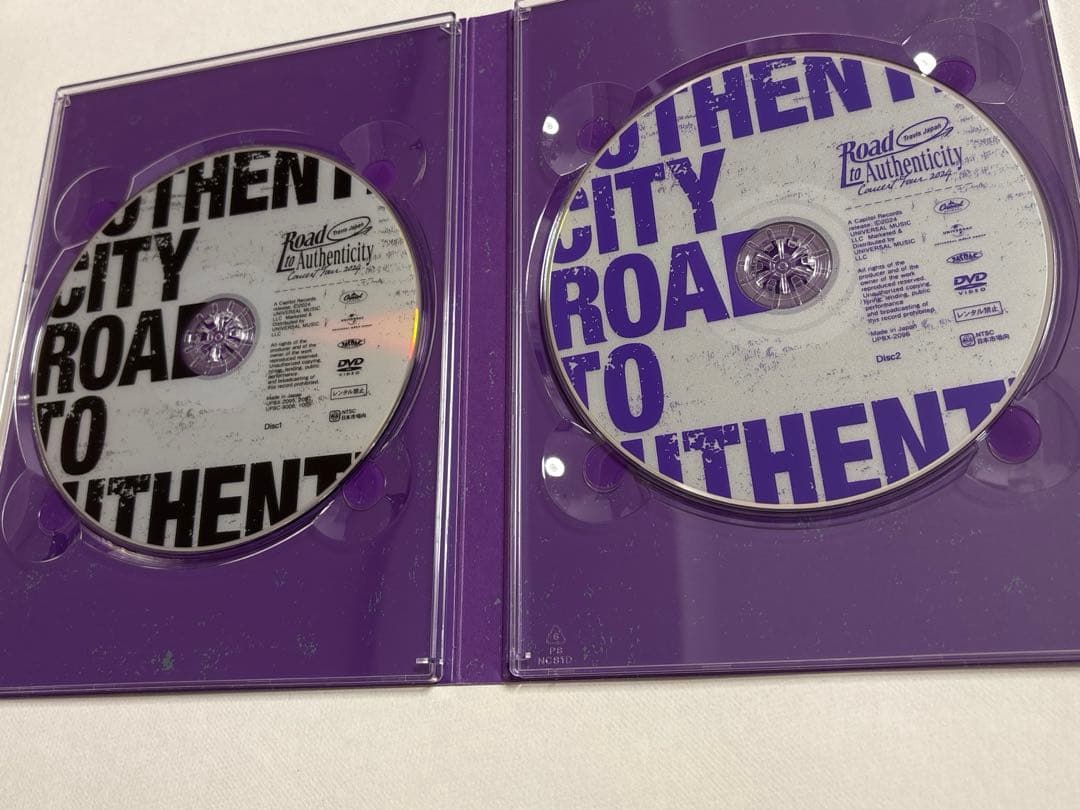 UTHENTI
CITY
ROAD
TO
UTHENTI
Road
Travis Japan
to Authenticity
Concert Tour 2024
A Capitol Records
release. ©2024
UNIVERSAL MUSIC
LLC Marketed &
Distributed by
UNIVERSAL MUSIC
LLC
All rights of the
producer and of the
owner of the work
reproduced reserved.
Unauthorized copying,
hiring, lending, public
performance
and broadcasting of
this record prohibited.
Made in Japan
Disc1
Capitol
UNIVERSAL
DVD
VIDEO
レンタル禁止
NTSC
日本市場向
UTHENTI
CITY
ROAD
TO
UTHENTI
Road
Travis Japan
to Authenticity
Concert Tour 2024
A Capitol Records
release. ©2024
UNIVERSAL MUSIC
LLC Marketed &
Distributed by
UNIVERSAL MUSIC
LLC
All rights of the
producer and of the
owner of the work
reproduced reserved.
Unauthorized copying,
hiring, lending, public
performance
and broadcasting of
this record prohibited.
Made in Japan
UPBX-2096
Disc2
Capitol
UNIVERSAL
DVD
VIDEO
レンタル禁止
NTSC
日本市場向
6
PS